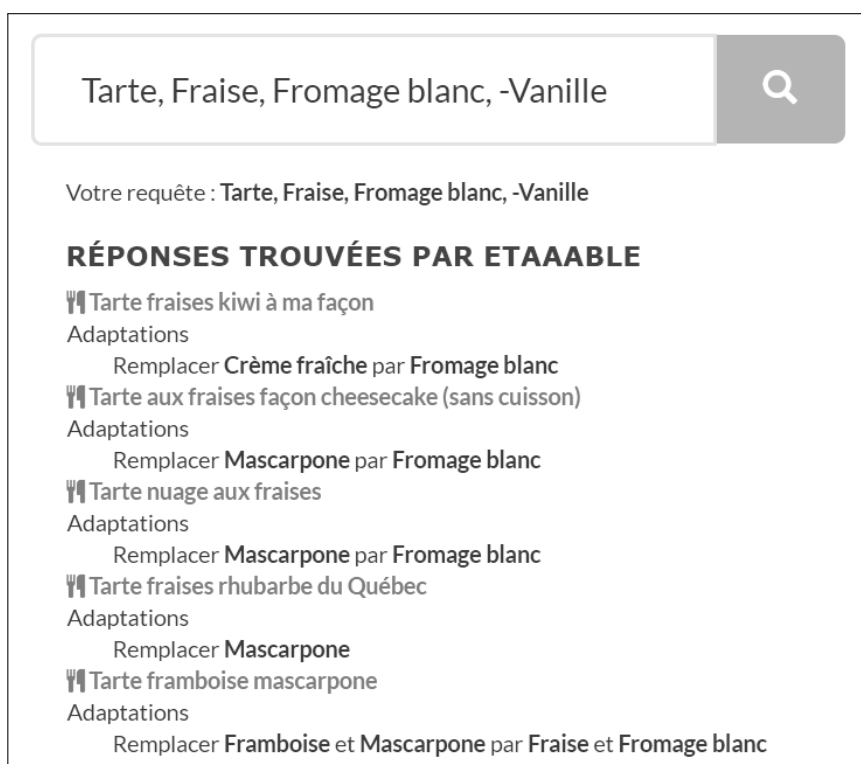 Tarte, Fraise, Fromage blanc, -Vanille
Votre requête : Tarte, Fraise, Fromage blanc, -Vanille
RÉPONSES TROUVÉES PAR ETAAABLE
Tarte fraises kiwi à ma façon
Adaptations
Remplacer Crème fraîche par Fromage blanc
Tarte aux fraises façon cheesecake (sans cuisson)
Adaptations
Remplacer Mascarpone par Fromage blanc
Tarte nuage aux fraises
Adaptations
Remplacer Mascarpone par Fromage blanc
Tarte fraises rhubarbe du Québec
Adaptations
Remplacer Mascarpone
Tarte framboise mascarpone
Adaptations
Remplacer Framboise et Mascarpone par Fraise et Fromage blanc